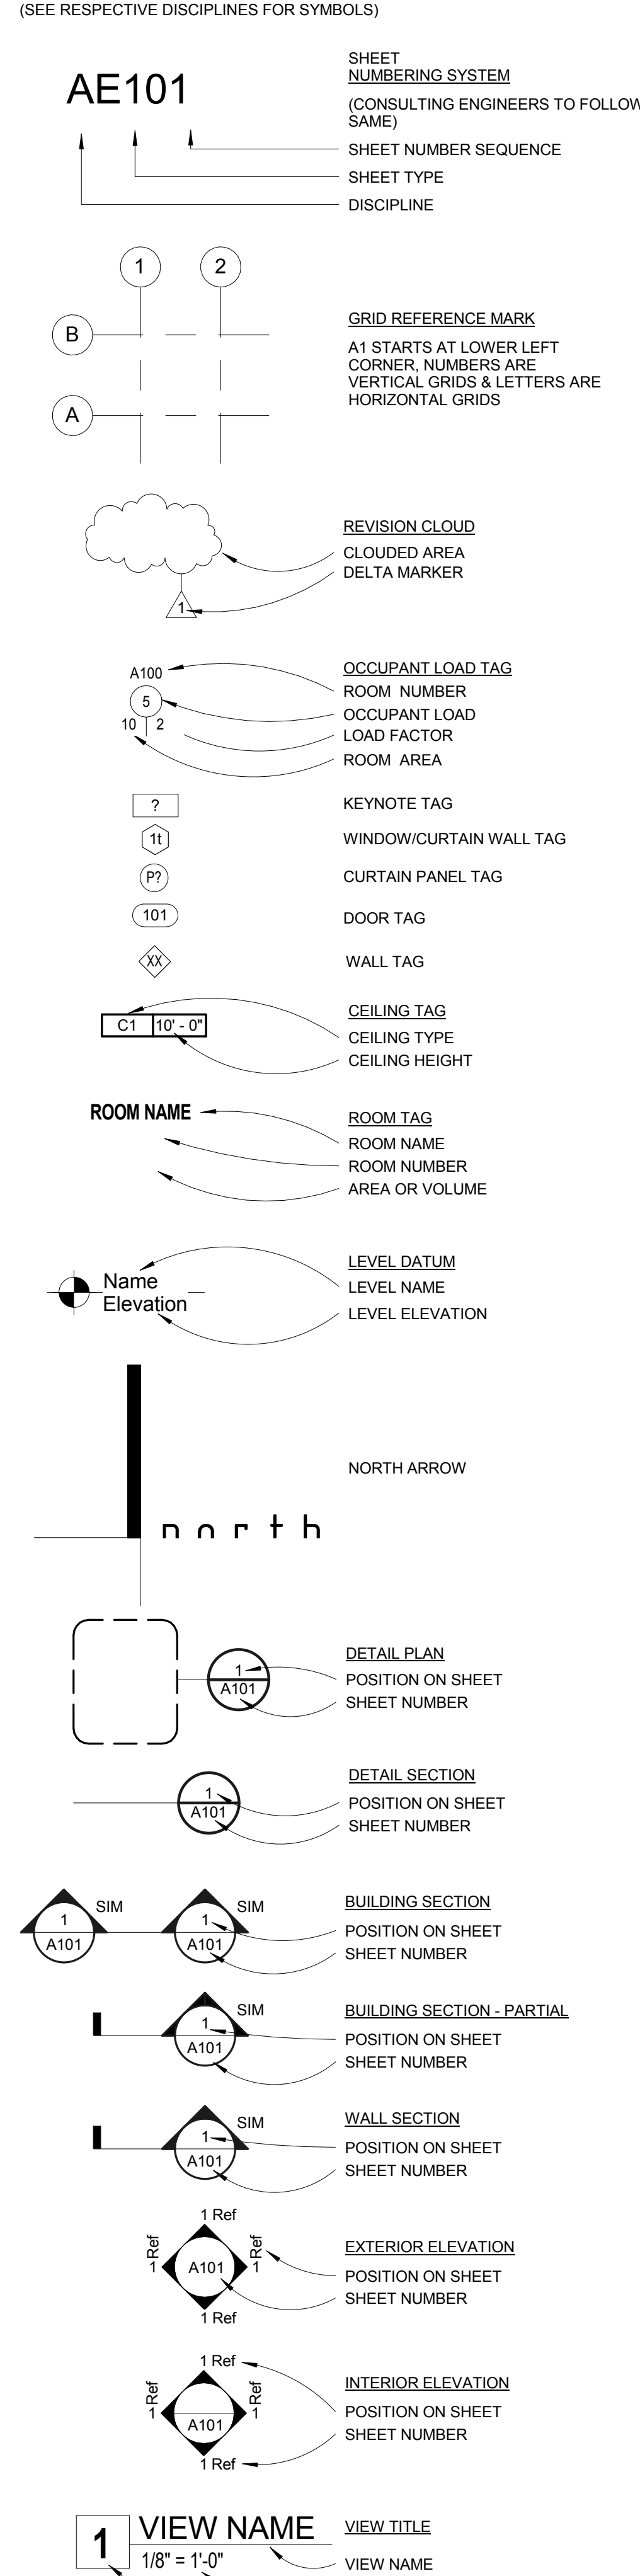 (SEE RESPECTIVE DISCIPLINES FOR SYMBOLS)
AE101
SHEET
NUMBERING SYSTEM
(CONSULTING ENGINEERS TO FOLLOW
SAME)
SHEET NUMBER SEQUENCE
SHEET TYPE
DISCIPLINE
1 2
B
A
GRID REFERENCE MARK
A1 STARTS AT LOWER LEFT
CORNER, NUMBERS ARE
VERTICAL GRIDS & LETTERS ARE
HORIZONTAL GRIDS
1
REVISION CLOUD
CLOUDED AREA
DELTA MARKER
A100
5
10 2
OCCUPANT LOAD TAG
ROOM NUMBER
OCCUPANT LOAD
LOAD FACTOR
ROOM AREA
? KEYNOTE TAG
1t WINDOW/CURTAIN WALL TAG
P? CURTAIN PANEL TAG
101 DOOR TAG
XX WALL TAG
C1 10' - 0"
CEILING TAG
CEILING TYPE
CEILING HEIGHT
ROOM NAME
ROOM TAG
ROOM NAME
ROOM NUMBER
AREA OR VOLUME
Name
Elevation
LEVEL DATUM
LEVEL NAME
LEVEL ELEVATION
north
NORTH ARROW
1
A101
DETAIL PLAN
POSITION ON SHEET
SHEET NUMBER
1
A101
DETAIL SECTION
POSITION ON SHEET
SHEET NUMBER
1
A101
SIM
1
A101
SIM
BUILDING SECTION
POSITION ON SHEET
SHEET NUMBER
1
A101
SIM
BUILDING SECTION - PARTIAL
POSITION ON SHEET
SHEET NUMBER
1
A101
SIM
WALL SECTION
POSITION ON SHEET
SHEET NUMBER
1 Ref
1 Ref
A101
1 Ref
1 Ref
EXTERIOR ELEVATION
POSITION ON SHEET
SHEET NUMBER
1 Ref
1 Ref
A101
1 Ref
1 Ref
INTERIOR ELEVATION
POSITION ON SHEET
SHEET NUMBER
1
VIEW NAME
1/8" = 1'-0"
VIEW TITLE
VIEW NAME